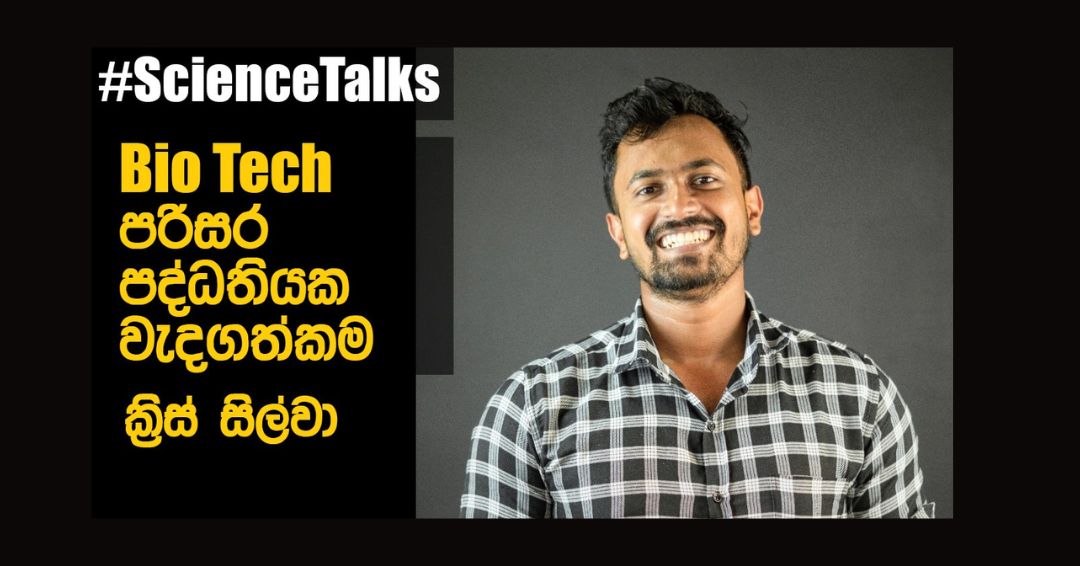 #ScienceTalks
Bio Tech
පරිසර
පද්ධතියක
වැදගත්කම
ක්‍රිස් සිල්වා